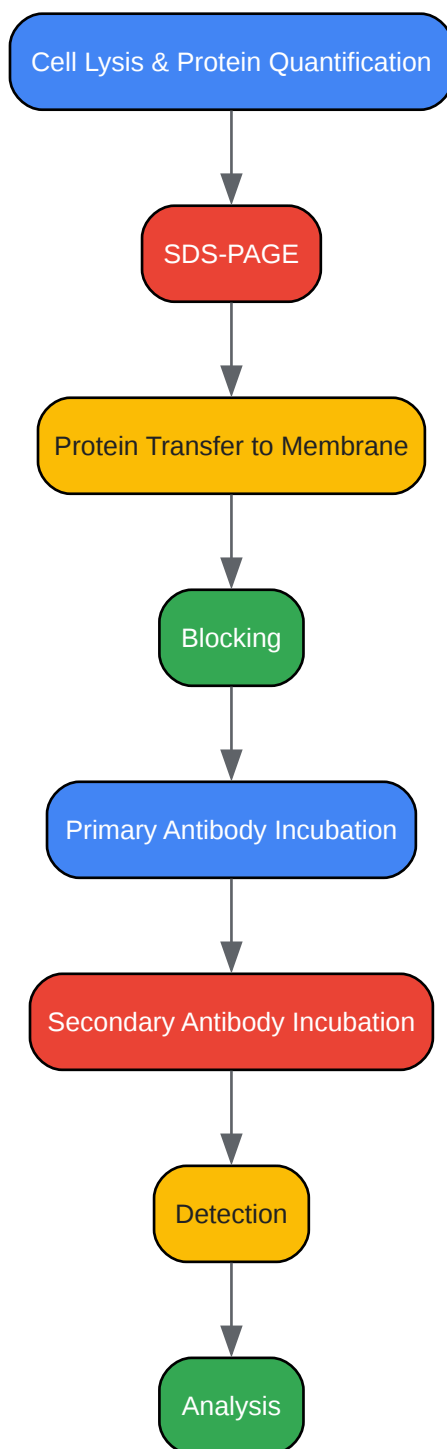 Cell Lysis & Protein Quantification
SDS-PAGE
Protein Transfer to Membrane
Blocking
Primary Antibody Incubation
Secondary Antibody Incubation
Detection
Analysis